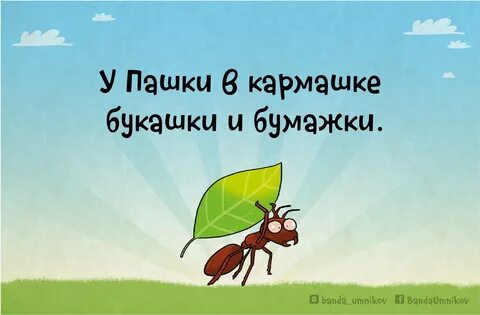 У Пашки в кармашке
букашки и бумажки.
banda_umnikov BandaUmnikov